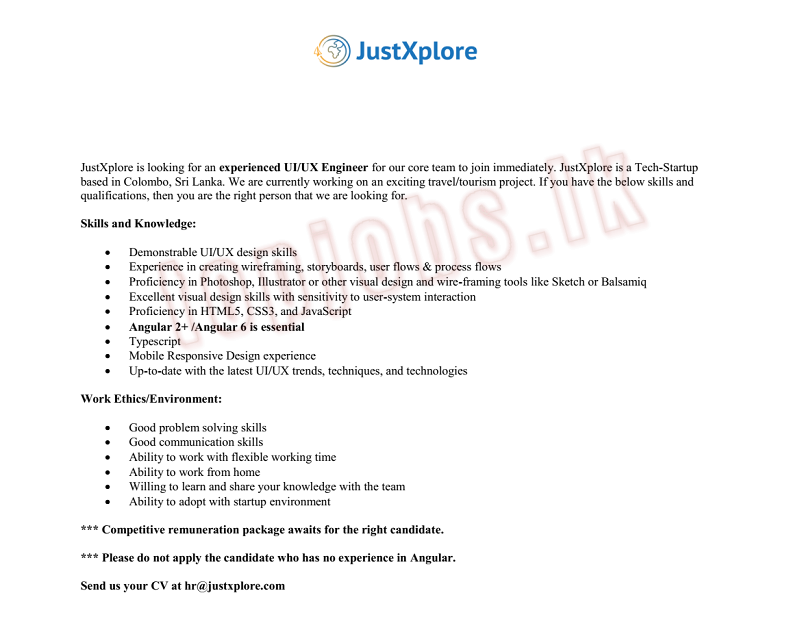 JustXplore
JustXplore is looking for an experienced UI/UX Engineer for our core team to join immediately. JustXplore is a Tech-Startup
based in Colombo, Sri Lanka. We are currently working on an exciting travel/tourism project. If you have the below skills and
qualifications, then you are the right person that we are looking for.
Skills and Knowledge:
• Demonstrable UI/UX design skills
• Experience in creating wireframing, storyboards, user flows & process flows
• Proficiency in Photoshop, Illustrator or other visual design and wire-framing tools like Sketch or Balsamiq
• Excellent visual design skills with sensitivity to user-system interaction
• Proficiency in HTML5, CSS3, and JavaScript
• Angular 2+ /Angular 6 is essential
• Typescript
• Mobile Responsive Design experience
• Up-to-date with the latest UI/UX trends, techniques, and technologies
Work Ethics/Environment:
• Good problem solving skills
• Good communication skills
• Ability to work with flexible working time
• Ability to work from home
• Willing to learn and share your knowledge with the team
• Ability to adopt with startup environment
*** Competitive remuneration package awaits for the right candidate.
*** Please do not apply the candidate who has no experience in Angular.
Send us your CV at hr@justxplore.com
topjobs.lk